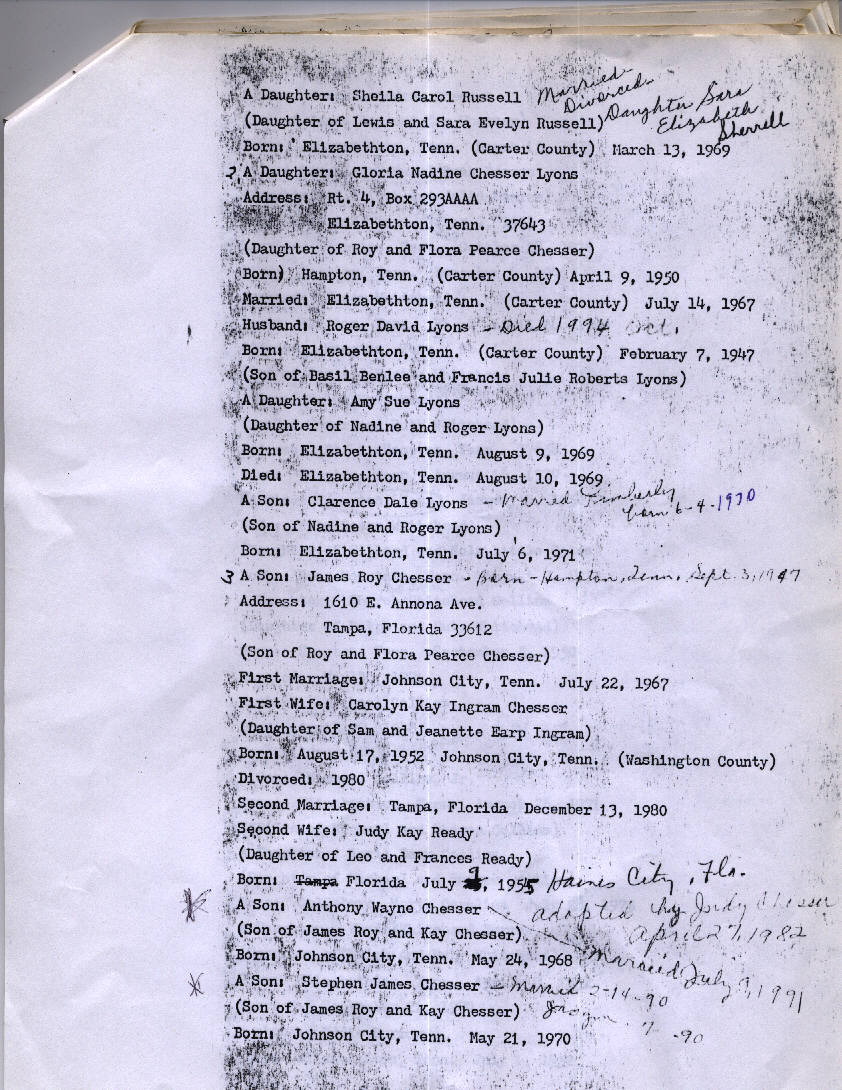 A Daughter: Sheila Carol Russell Married Divorced Daughter Sara Elizabeth Sherrell
(Daughter of Lewis and Sara Evelyn Russell)
Born: Elizabethton, Tenn. (Carter County) March 13, 1969
2 A Daughter: Gloria Nadine Chesser Lyons
Address: Rt. 4, Box 293AAAA
Elizabethton, Tenn. 37643
(Daughter of Roy and Flora Pearce Chesser)
Born) Hampton, Tenn. (Carter County) April 9, 1950
Married: Elizabethton, Tenn. (Carter County) July 14, 1967
Husband: Roger David Lyons - Died 1994 Oct.
Born: Elizabethton, Tenn. (Carter County) February 7, 1947
(Son of Basil Benlee and Francis Julie Roberts Lyons)
A Daughter: Amy Sue Lyons
(Daughter of Nadine and Roger Lyons)
Born: Elizabethton, Tenn. August 9, 1969
Died: Elizabethton, Tenn. August 10, 1969
A Son: Clarence Dale Lyons - Married Kimberly
born 6-4-1970
(Son of Nadine and Roger Lyons)
Born: Elizabethton, Tenn. July 6, 1971
3 A Son: James Roy Chesser - Born - Hampton, Tenn. Sept. 3, 1947
Address: 1610 E. Annona Ave.
Tampa, Florida 33612
(Son of Roy and Flora Pearce Chesser)
First Marriage: Johnson City, Tenn. July 22, 1967
First Wife: Carolyn Kay Ingram Chesser
(Daughter of Sam and Jeanette Earp Ingram)
Born: August 17, 1952 Johnson City, Tenn. (Washington County)
Divorced: 1980
Second Marriage: Tampa, Florida December 13, 1980
Second Wife: Judy Kay Ready
(Daughter of Leo and Frances Ready)
Born: Tampa Florida July 9, 1955 Haines City, Fla.
A Son: Anthony Wayne Chesser adopted by Judy Chesser
(Son of James Roy and Kay Chesser) April 27, 1982
Born: Johnson City, Tenn. May 24, 1968 Married July 9, 1991
A Son: Stephen James Chesser - Married 2-14-90
(Son of James Roy and Kay Chesser) 7 -90
Born: Johnson City, Tenn. May 21, 1970